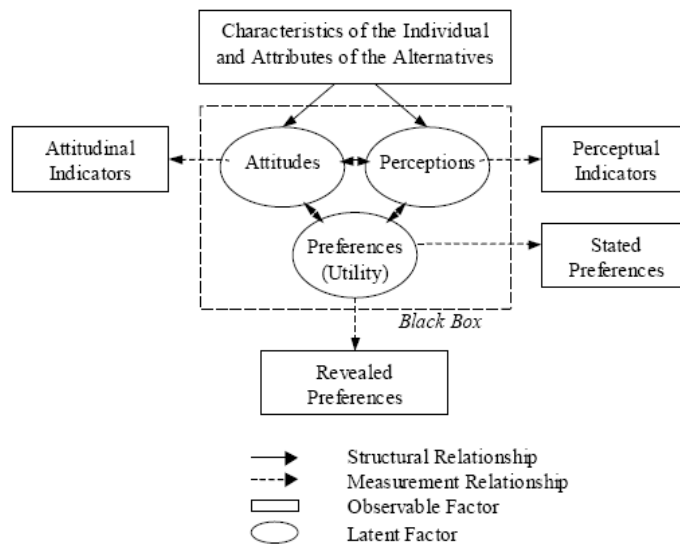 Characteristics of the Individual
and Attributes of the Alternatives
Attitudinal
Indicators
Attitudes
Perceptions
Perceptual
Indicators
Preferences
(Utility)
Stated
Preferences
Black Box
Revealed
Preferences
Structural Relationship
Measurement Relationship
Observable Factor
Latent Factor